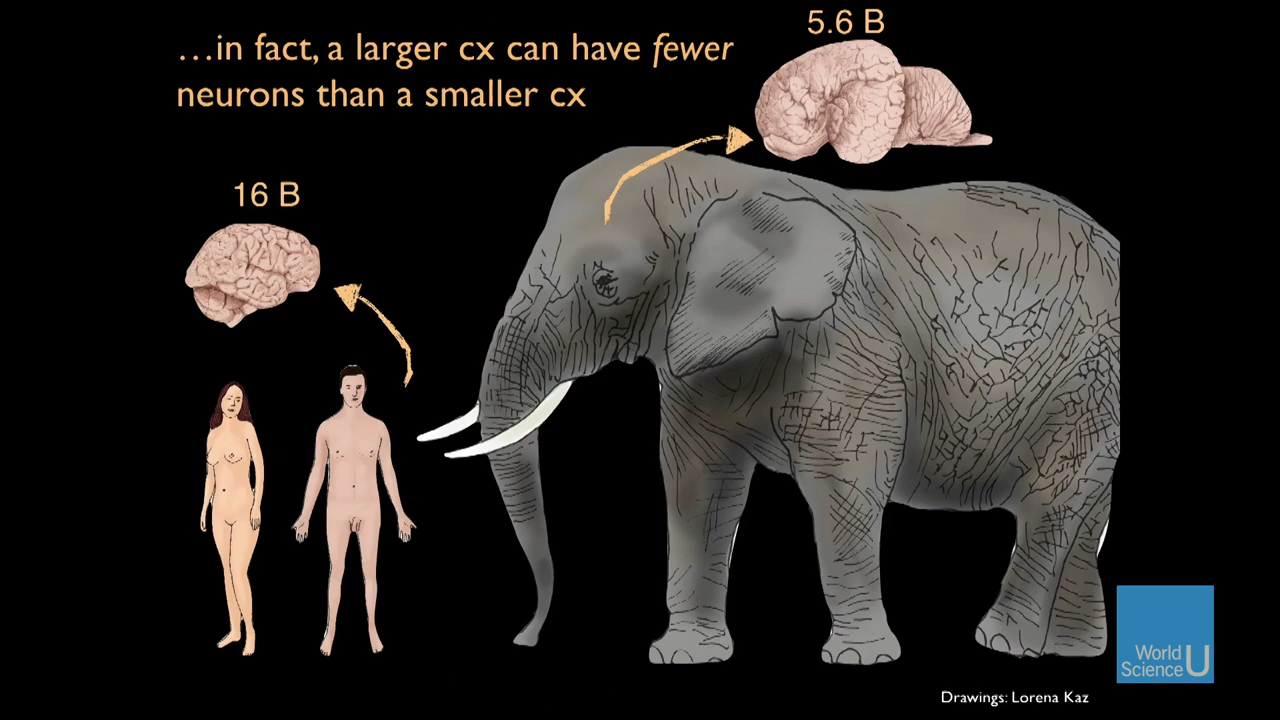 …in fact, a larger cx can have fewer
neurons than a smaller cx
5.6 B
16 B
World
Science U
Drawings: Lorena Kaz